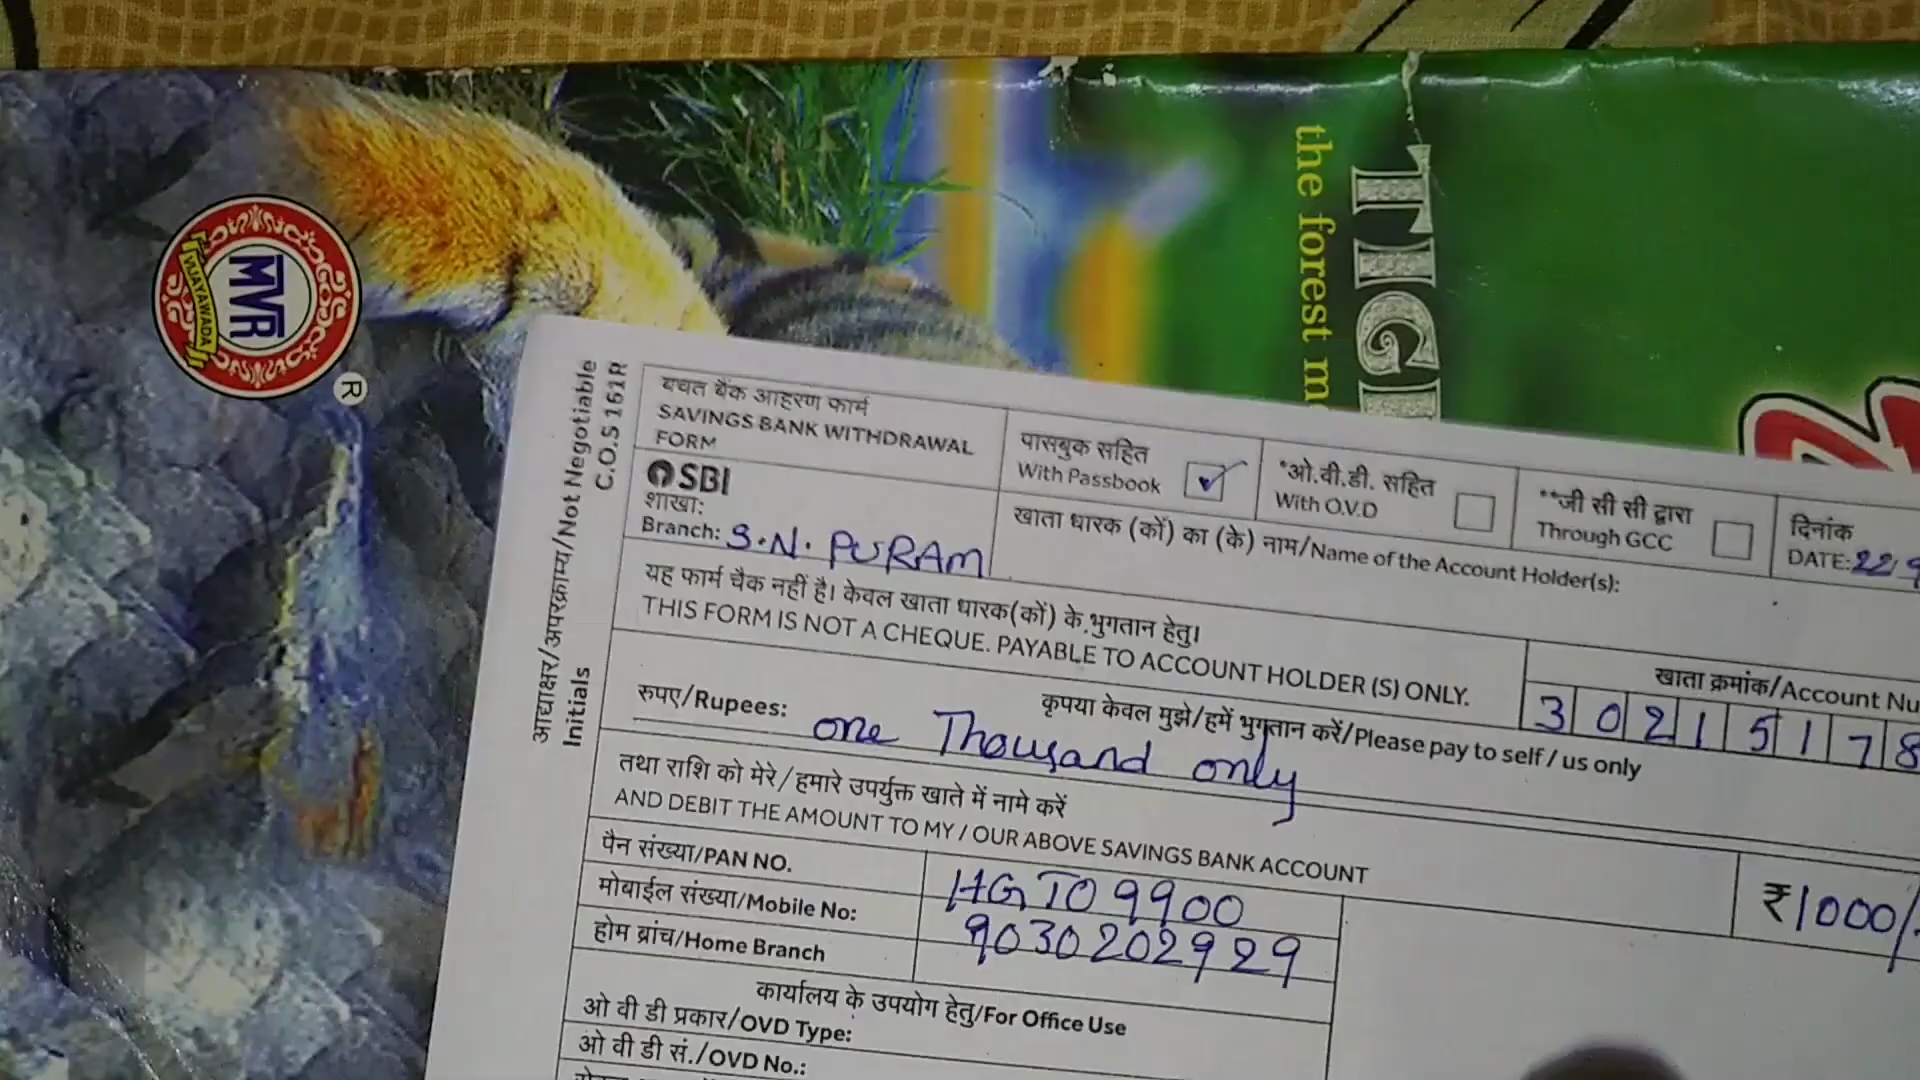 TIG
the forest m
MVR
VIJAYAWADA
R
आद्याक्षर/अपरक्राम्य/Not Negotiable
Initials
C.O.S 161R
बचत बैंक आहरण फार्म
SAVINGS BANK WITHDRAWAL
FORM
पासबुक सहित
With Passbook
*ओ.वी.डी. सहित
With O.V.D
**जी सी सी द्वारा
Through GCC
दिनांक
DATE:22/9
SBI
शाखा:
Branch: S.N. PURAM
खाता धारक (कों) का (के) नाम/Name of the Account Holder(s):
यह फार्म चैक नहीं है। केवल खाता धारक(कों) के भुगतान हेतु।
THIS FORM IS NOT A CHEQUE. PAYABLE TO ACCOUNT HOLDER (S) ONLY.
खाता क्रमांक/Account Nu
3 0 2 1 5 1 7 8
कृपया केवल मुझे/हमें भुगतान करें/Please pay to self / us only
रुपए/Rupees: one Thousand only
तथा राशि को मेरे/हमारे उपर्युक्त खाते में नामे करें
AND DEBIT THE AMOUNT TO MY / OUR ABOVE SAVINGS BANK ACCOUNT
₹1000/-
पैन संख्या/PAN NO. HGTO9900
मोबाईल संख्या/Mobile No: 9030202929
होम ब्रांच/Home Branch
कार्यालय के उपयोग हेतु/For Office Use
ओ वी डी प्रकार/OVD Type:
ओ वी डी सं./OVD No.: